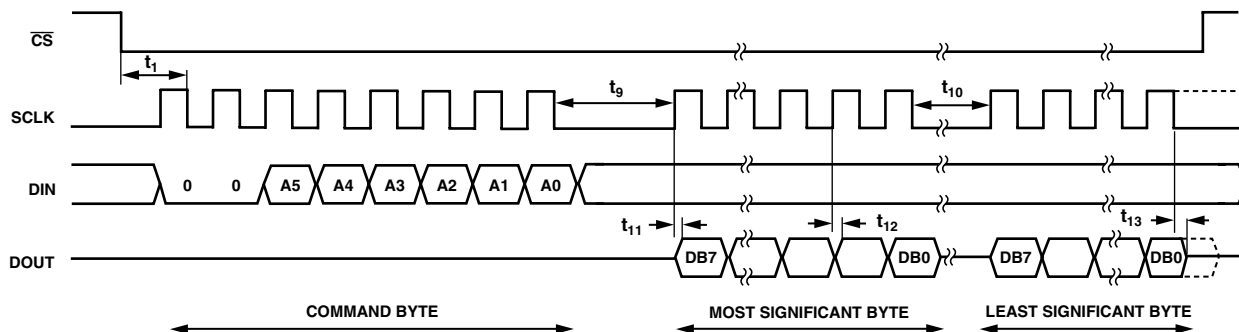 CS
t1
t9
t10
SCLK
DIN
0 0 A5 A4 A3 A2 A1 A0
t11
t12
t13
DOUT
DB7 DB0 DB7 DB0
COMMAND BYTE
MOST SIGNIFICANT BYTE
LEAST SIGNIFICANT BYTE